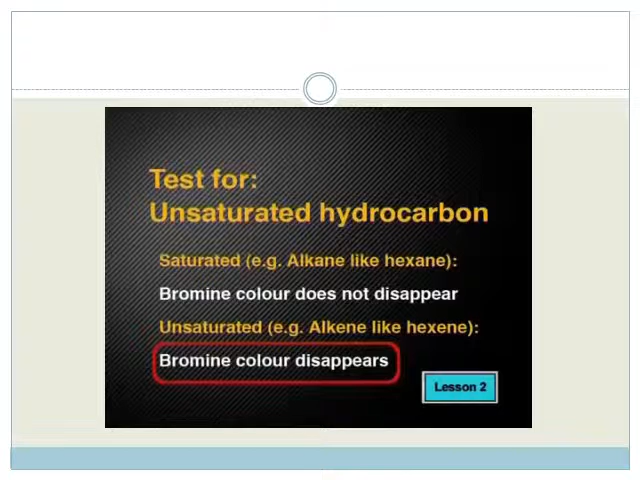 Test for:
Unsaturated hydrocarbon
Saturated (e.g. Alkane like hexane):
Bromine colour does not disappear
Unsaturated (e.g. Alkene like hexene):
Bromine colour disappears
Lesson 2